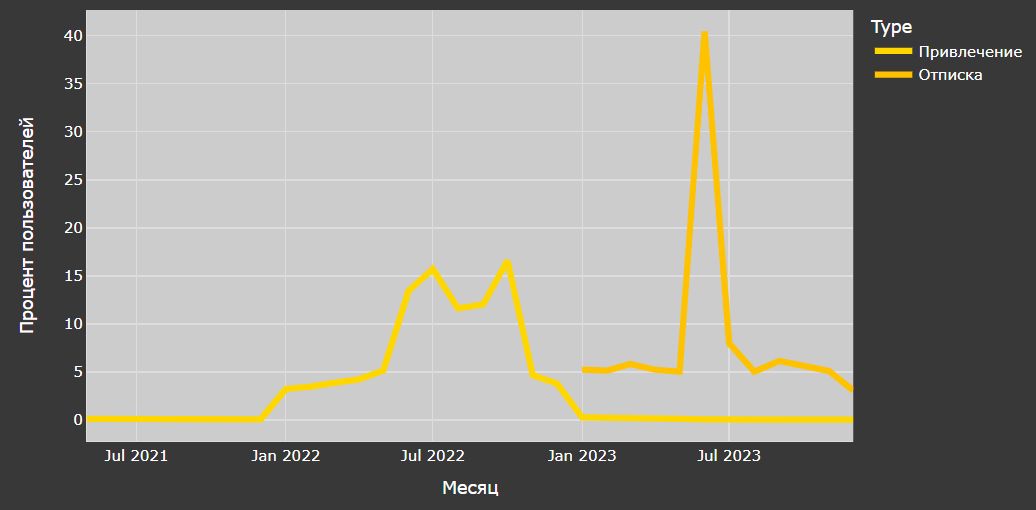 Type
Привлечение
Отписка
Процент пользователей
40
35
30
25
20
15
10
5
0
Jul 2021
Jan 2022
Jul 2022
Jan 2023
Jul 2023
Месяц